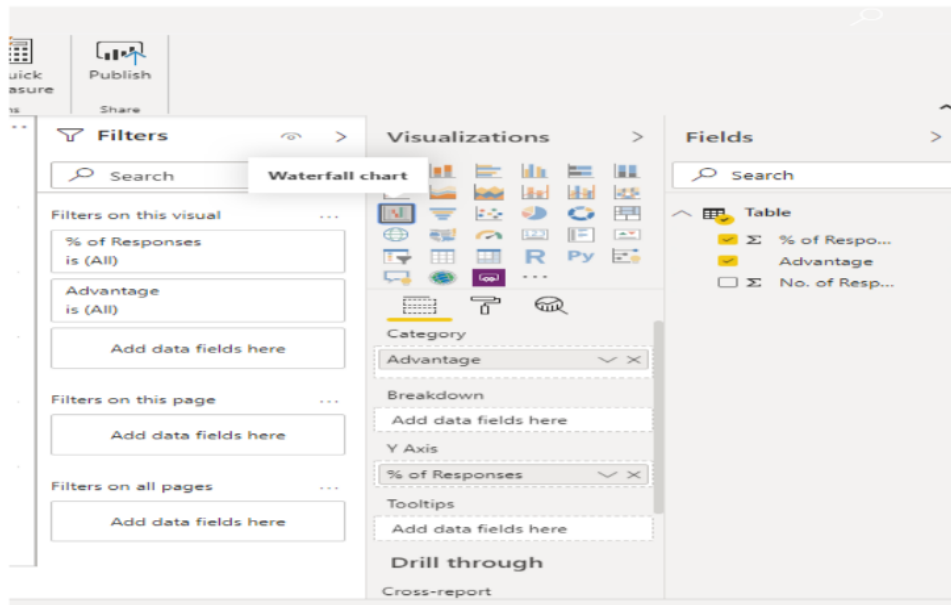 uick
asure
Publish
ns
Share
Filters
Search
Filters on this visual
...
% of Responses
is (All)
Advantage
is (All)
Add data fields here
Filters on this page
...
Add data fields here
Filters on all pages
...
Add data fields here
Visualizations
Waterfall chart
123
R
Py
...
Category
Advantage
Breakdown
Add data fields here
Y Axis
% of Responses
Tooltips
Add data fields here
Drill through
Cross-report
Fields
Search
Table
Σ % of Respo...
Advantage
Σ No. of Resp...